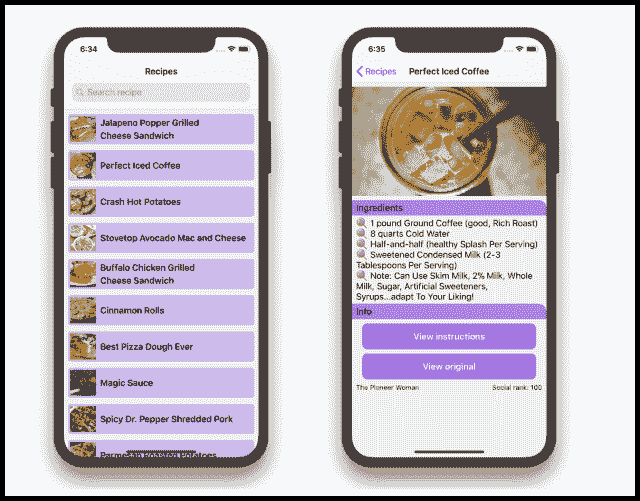 6:34
Recipes
Search recipe
Jalapeno Popper Grilled
Cheese Sandwich
Perfect Iced Coffee
Crash Hot Potatoes
Stovetop Avocado Mac and Cheese
Buffalo Chicken Grilled
Cheese Sandwich
Cinnamon Rolls
Best Pizza Dough Ever
Magic Sauce
Spicy Dr. Pepper Shredded Pork
Parmesan Roasted Potatoes
6:35
Recipes
Perfect Iced Coffee
Ingredients
1 pound Ground Coffee (good, Rich Roast)
8 quarts Cold Water
Half-and-half (healthy Splash Per Serving)
Sweetened Condensed Milk (2-3
Tablespoons Per Serving)
Note: Can Use Skim Milk, 2% Milk, Whole
Milk, Sugar, Artificial Sweeteners,
Syrups...adapt To Your Liking!
Info
View instructions
View original
The Pioneer Woman
Social rank: 100